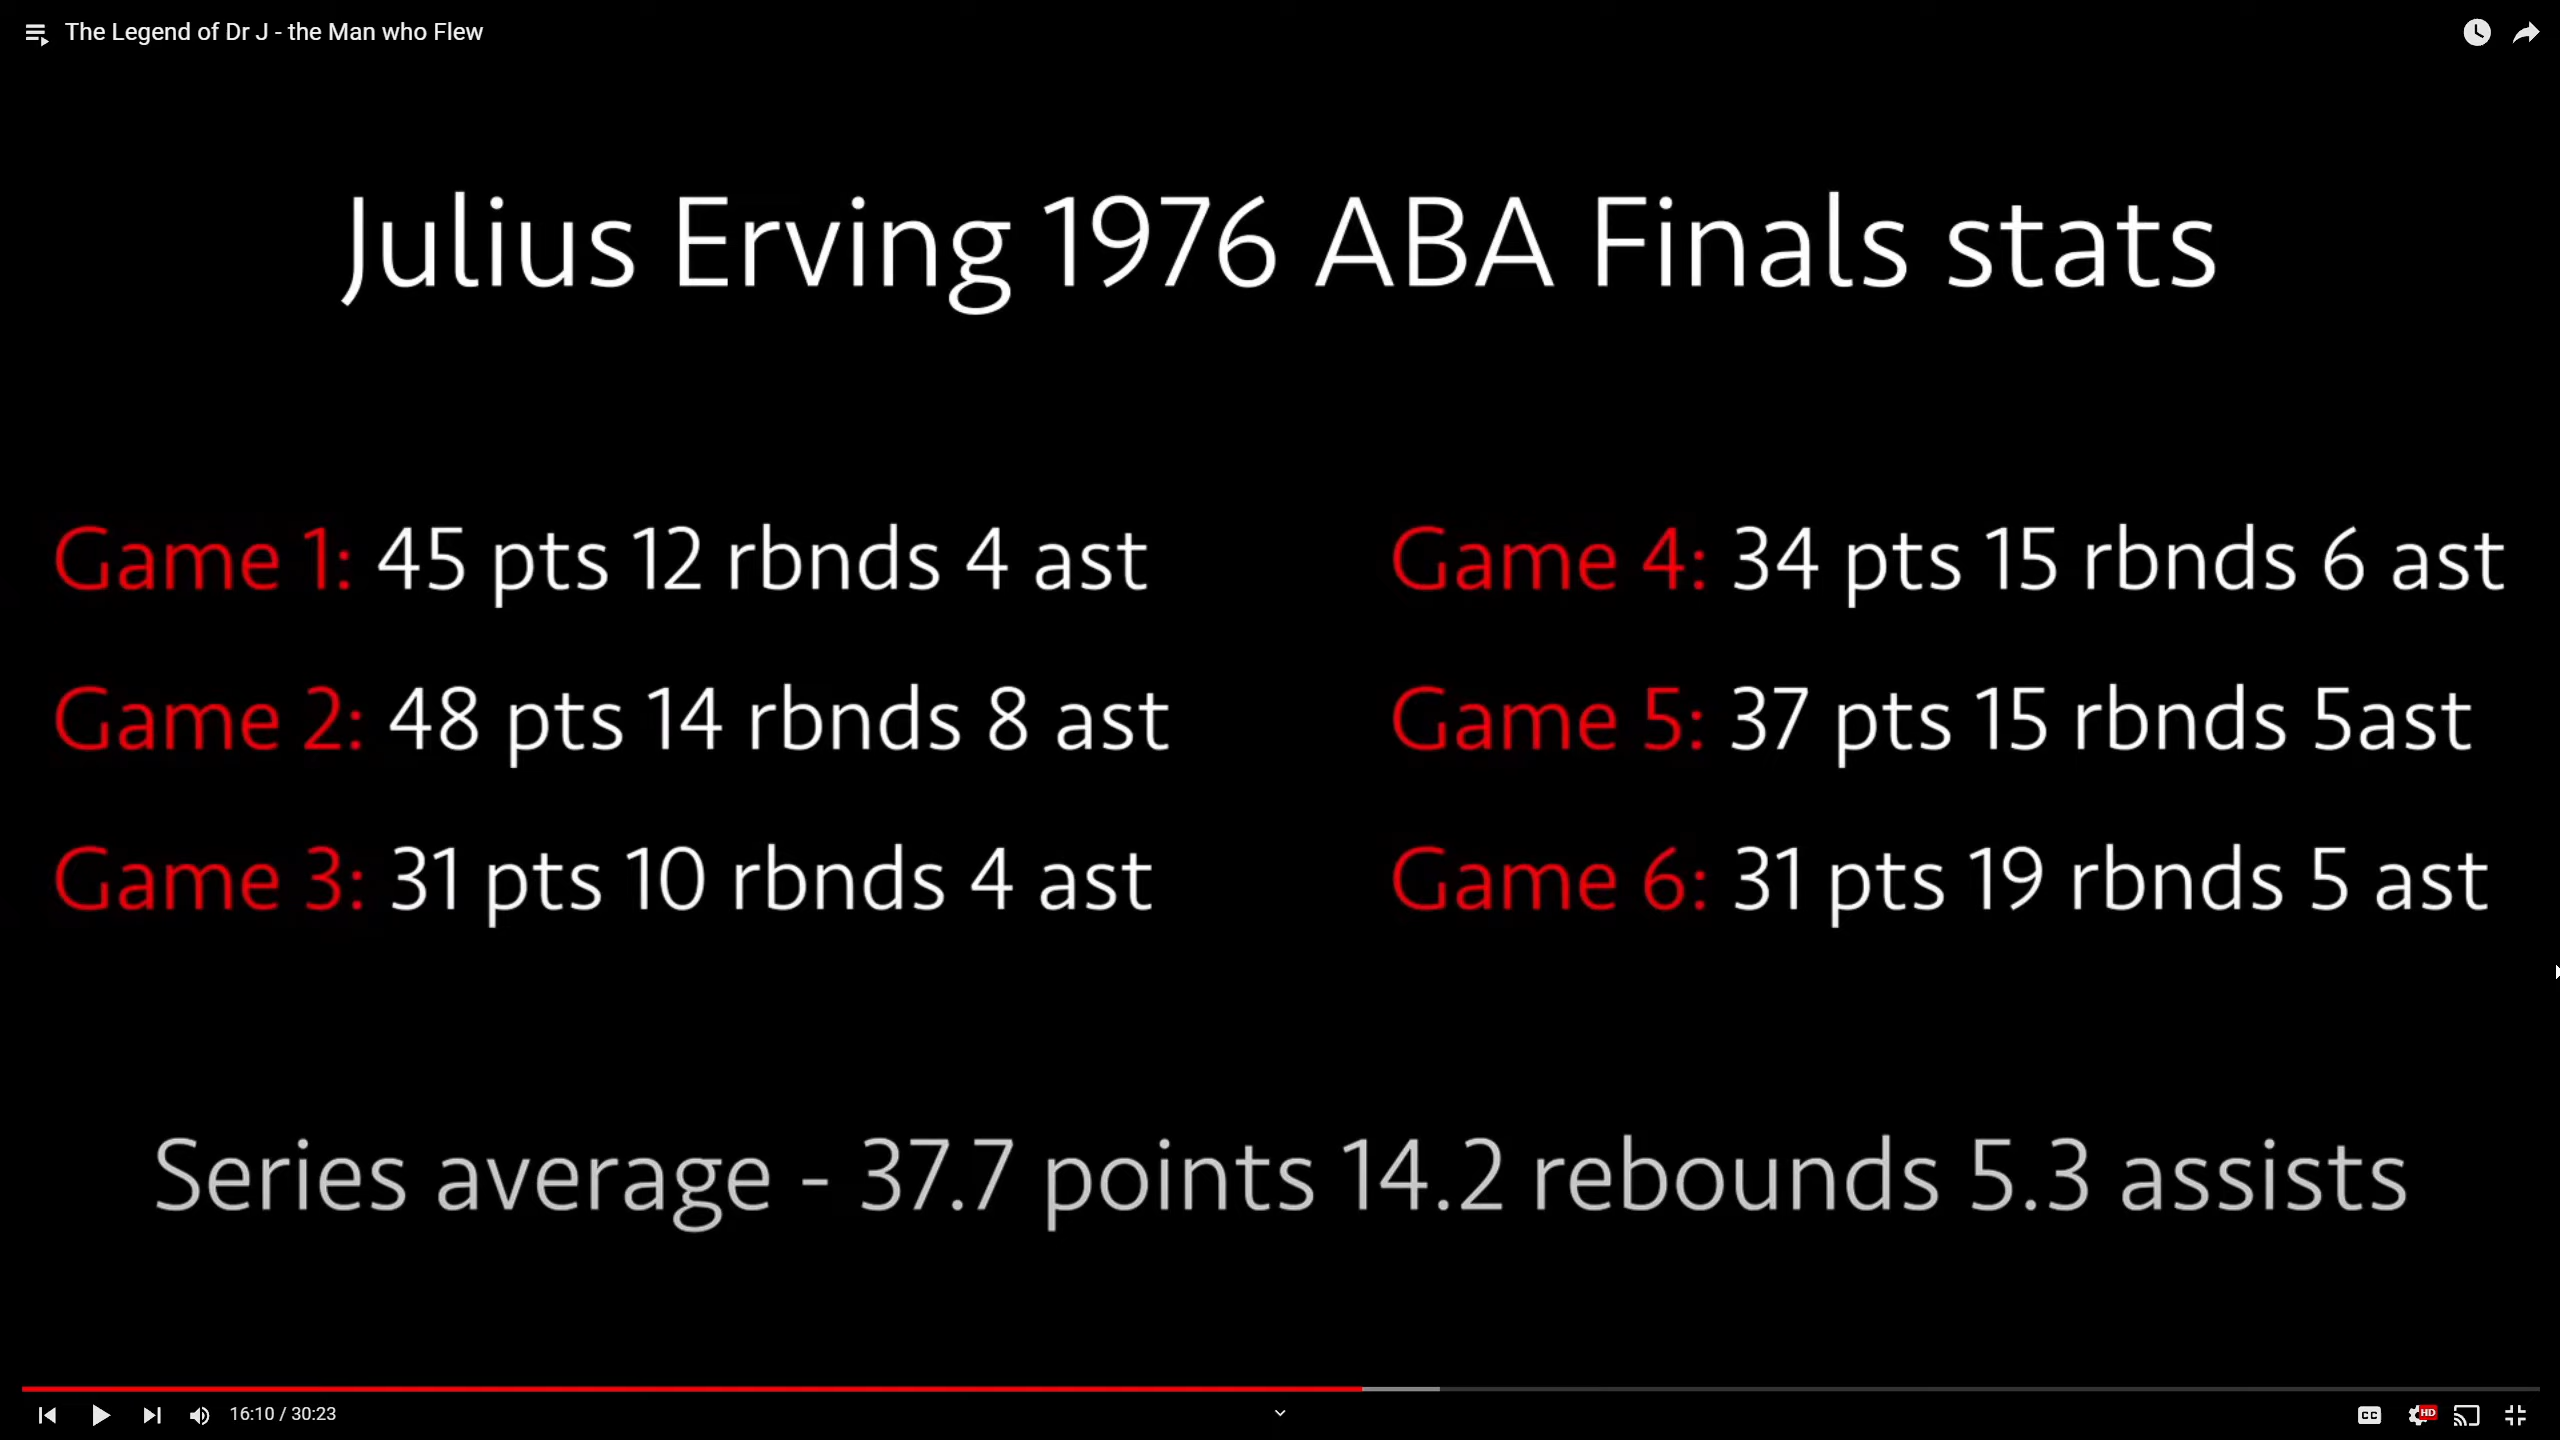 The Legend of Dr J - the Man who Flew
Julius Erving 1976 ABA Finals stats
Game 1: 45 pts 12 rbnds 4 ast
Game 2: 48 pts 14 rbnds 8 ast
Game 3: 31 pts 10 rbnds 4 ast
Game 4: 34 pts 15 rbnds 6 ast
Game 5: 37 pts 15 rbnds 5ast
Game 6: 31 pts 19 rbnds 5 ast
Series average - 37.7 points 14.2 rebounds 5.3 assists
16:10 / 30:23
CC
HD